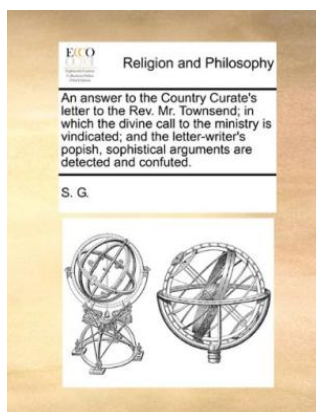 ECCO
Religion and Philosophy
An answer to the Country Curate's
letter to the Rev. Mr. Townsend; in
which the divine call to the ministry is
vindicated; and the letter-writer's
popish, sophistical arguments are
detected and confuted.
S. G.